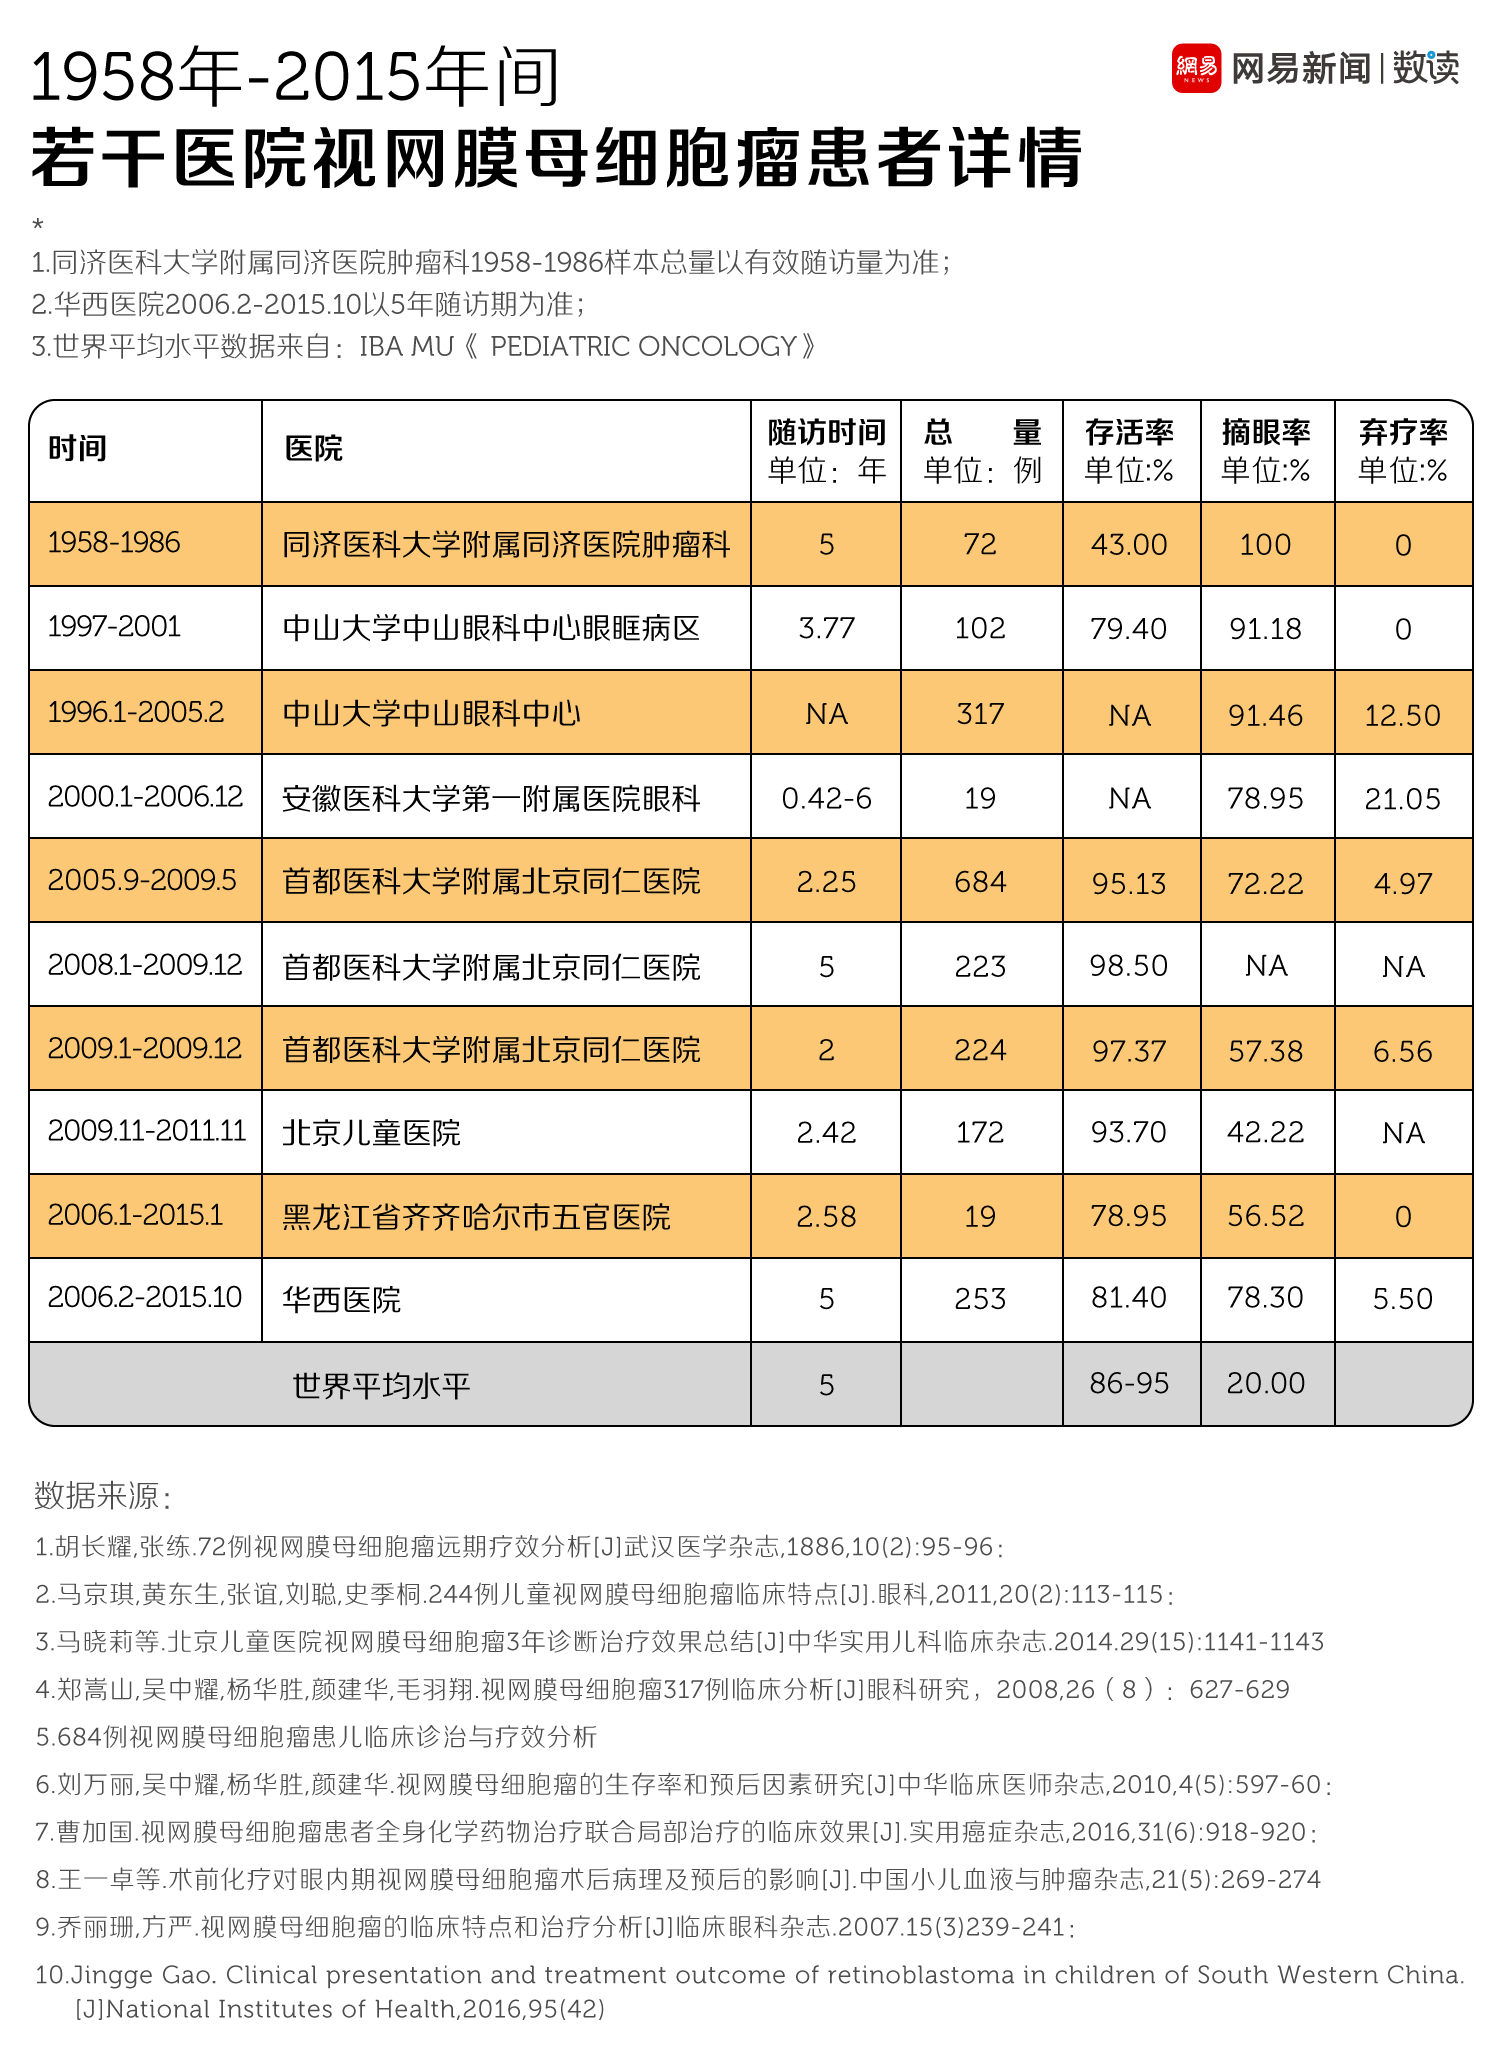 1958年-2015年间
網易
NEWS
网易新闻|数读
若干医院视网膜母细胞瘤患者详情
*
1.同济医科大学附属同济医院肿瘤科1958-1986样本总量以有效随访量为准；
2.华西医院2006.2-2015.10以5年随访期为准；
3.世界平均水平数据来自：IBA MU《 PEDIATRIC ONCOLOGY》
时间 医院 随访时间 单位：年 总 量 单位：例 存活率 单位:% 摘眼率 单位:% 弃疗率 单位:%
1958-1986 同济医科大学附属同济医院肿瘤科 5 72 43.00 100 0
1997-2001 中山大学中山眼科中心眼眶病区 3.77 102 79.40 91.18 0
1996.1-2005.2 中山大学中山眼科中心 NA 317 NA 91.46 12.50
2000.1-2006.12 安徽医科大学第一附属医院眼科 0.42-6 19 NA 78.95 21.05
2005.9-2009.5 首都医科大学附属北京同仁医院 2.25 684 95.13 72.22 4.97
2008.1-2009.12 首都医科大学附属北京同仁医院 5 223 98.50 NA NA
2009.1-2009.12 首都医科大学附属北京同仁医院 2 224 97.37 57.38 6.56
2009.11-2011.11 北京儿童医院 2.42 172 93.70 42.22 NA
2006.1-2015.1 黑龙江省齐齐哈尔市五官医院 2.58 19 78.95 56.52 0
2006.2-2015.10 华西医院 5 253 81.40 78.30 5.50
世界平均水平 5 86-95 20.00
数据来源：
1.胡长耀,张练.72例视网膜母细胞瘤远期疗效分析[J]武汉医学杂志,1886,10(2):95-96：
2.马京琪,黄东生,张谊,刘聪,史季桐.244例儿童视网膜母细胞瘤临床特点[J].眼科,2011,20(2):113-115：
3.马晓莉等.北京儿童医院视网膜母细胞瘤3年诊断治疗效果总结[J]中华实用儿科临床杂志.2014.29(15):1141-1143
4.郑嵩山,吴中耀,杨华胜,颜建华,毛羽翔.视网膜母细胞瘤317例临床分析[J]眼科研究，2008,26（8）：627-629
5.684例视网膜母细胞瘤患儿临床诊治与疗效分析
6.刘万丽,吴中耀,杨华胜,颜建华.视网膜母细胞瘤的生存率和预后因素研究[J]中华临床医师杂志,2010,4(5):597-60：
7.曹加国.视网膜母细胞瘤患者全身化学药物治疗联合局部治疗的临床效果[J].实用癌症杂志,2016,31(6):918-920：
8.王一卓等.术前化疗对眼内期视网膜母细胞瘤术后病理及预后的影响[J].中国小儿血液与肿瘤杂志,21(5):269-274
9.乔丽珊,方严.视网膜母细胞瘤的临床特点和治疗分析[J]临床眼科杂志.2007.15(3)239-241：
10.Jingge Gao. Clinical presentation and treatment outcome of retinoblastoma in children of South Western China.
[J]National Institutes of Health,2016,95(42)